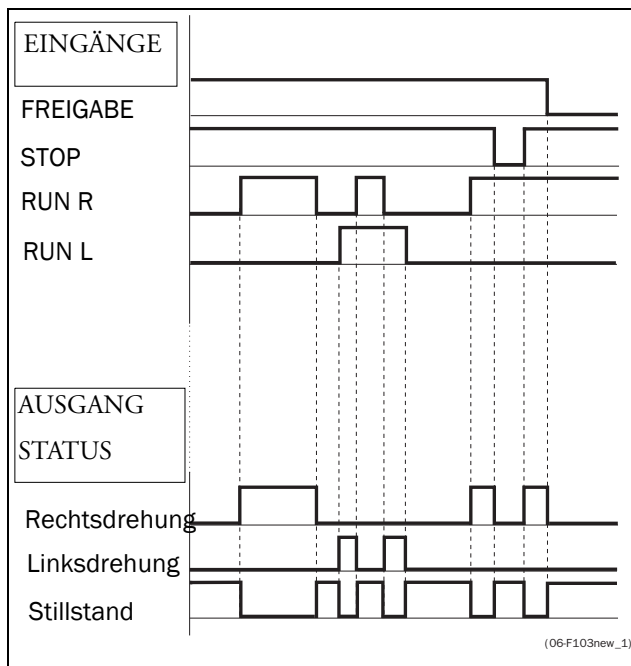 EINGÄNGE
FREIGABE
STOP
RUN R
RUN L
AUSGANG
STATUS
Rechtsdrehung
Linksdrehung
Stillstand
(06-F103new_1)